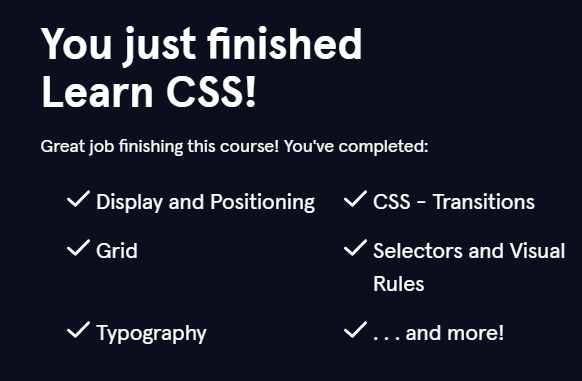 You just finished
Learn CSS!
Great job finishing this course! You've completed:
Display and Positioning
CSS - Transitions
Grid
Selectors and Visual
Rules
Typography
. . . and more!